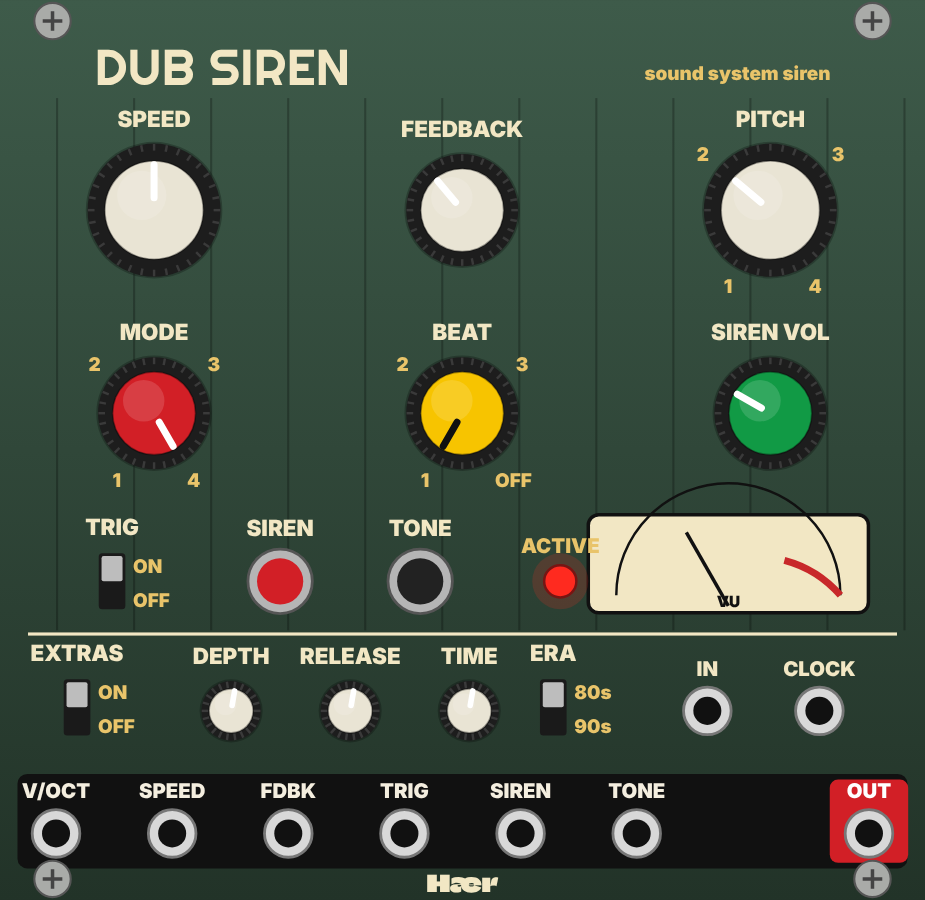 DUB SIREN
sound system siren
SPEED FEEDBACK PITCH
2 3
1 4
MODE BEAT SIREN VOL
2 3 2 3
1 4 1 OFF
TRIG SIREN TONE ACTIVE
ON
OFF
VU
EXTRAS DEPTH RELEASE TIME ERA IN CLOCK
ON 80s
OFF 90s
V/OCT SPEED FDBK TRIG SIREN TONE OUT
Hær